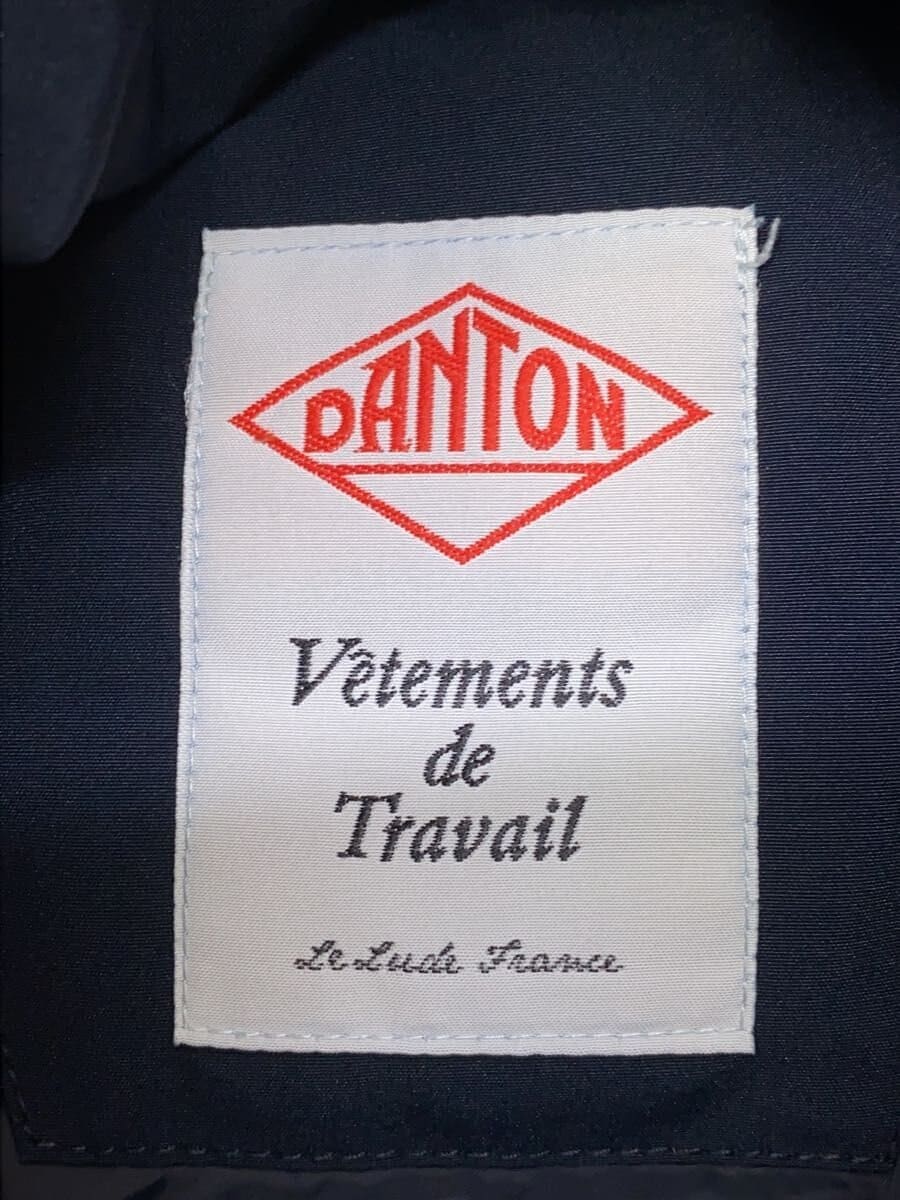 DANTON
Vêtements
de
Travail
Le Lude France